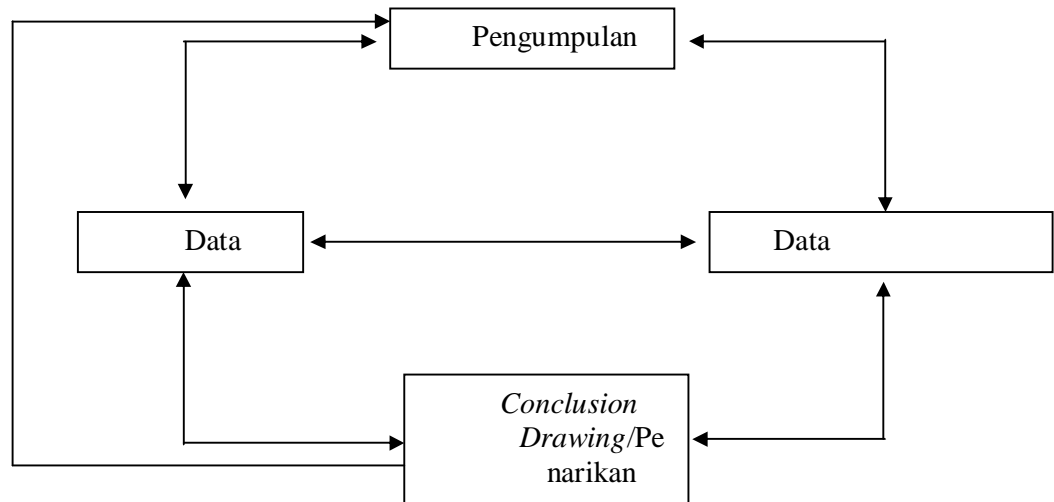 Pengumpulan
Data
Data
Conclusion
Drawing/Pe
narikan